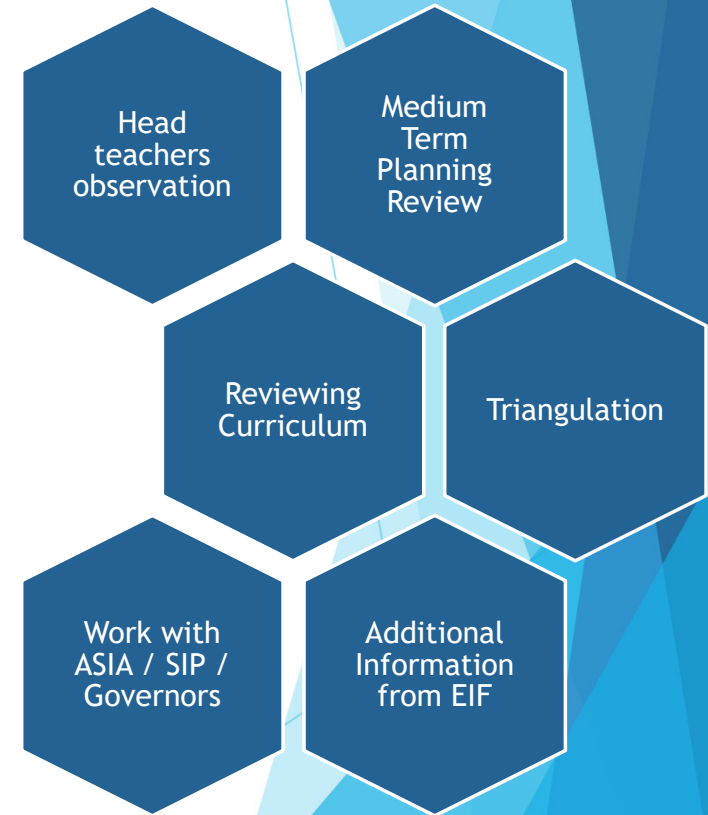 Head
teachers
observation
Medium
Term
Planning
Review
Reviewing
Curriculum
Triangulation
Work with
ASIA / SIP /
Governors
Additional
Information
from EIF